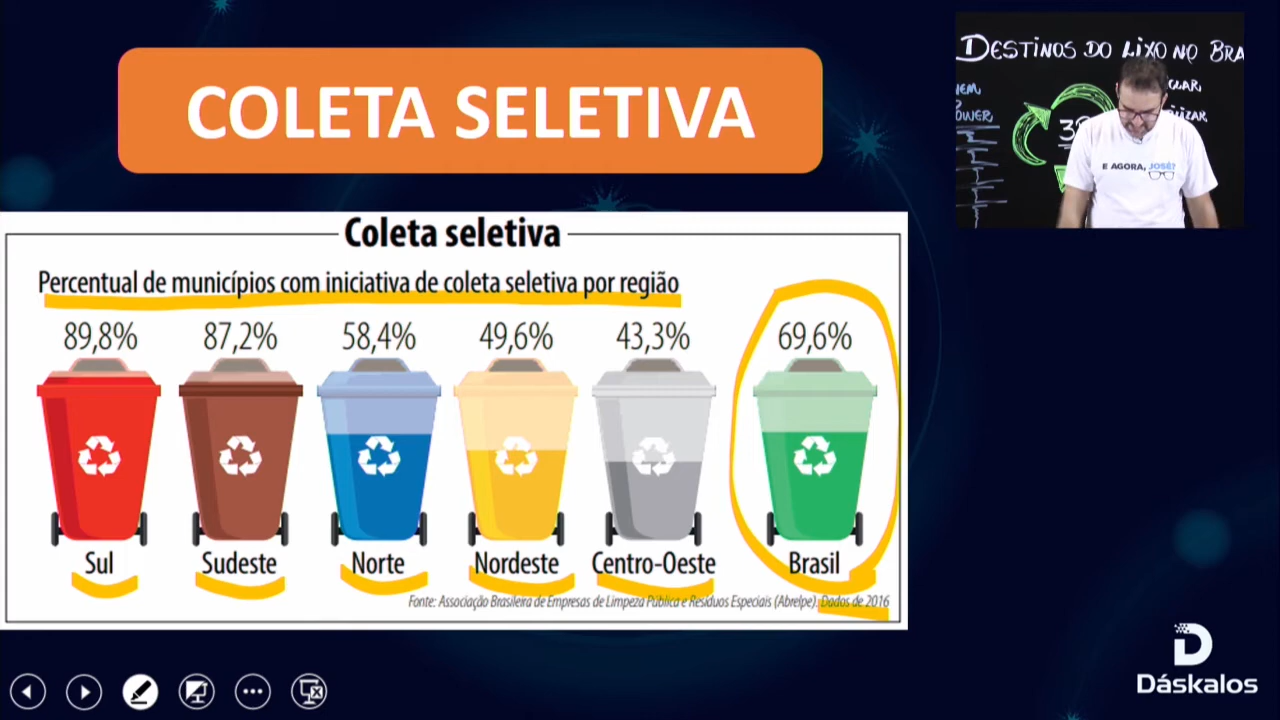 COLETA SELETIVA
DESTINOS DO LIXO NO BRA
E AGORA, JOSÉ?
Coleta seletiva
Percentual de municípios com iniciativa de coleta seletiva por região
89,8% 87,2% 58,4% 49,6% 43,3% 69,6%
Sul Sudeste Norte Nordeste Centro-Oeste Brasil
Fonte: Associação Brasileira de Empresas de Limpeza Pública e Resíduos Especiais (Abrelpe). Dados de 2016
Dáskalos